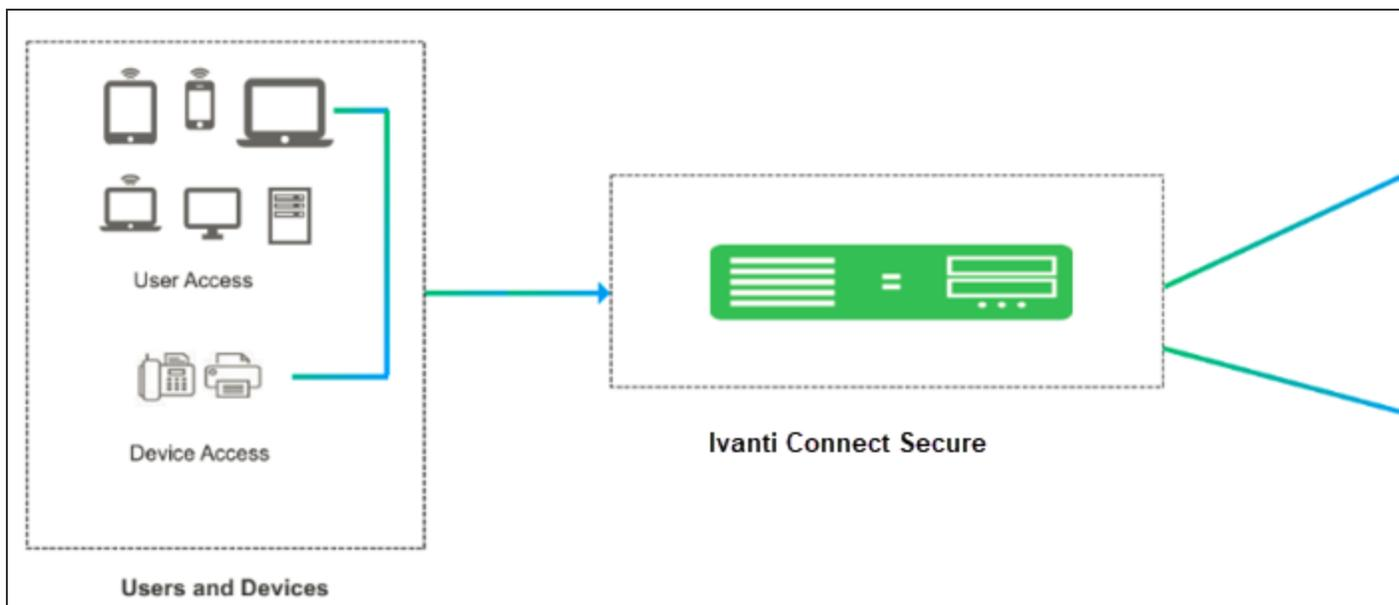 User Access
Device Access
Users and Devices
Ivanti Connect Secure